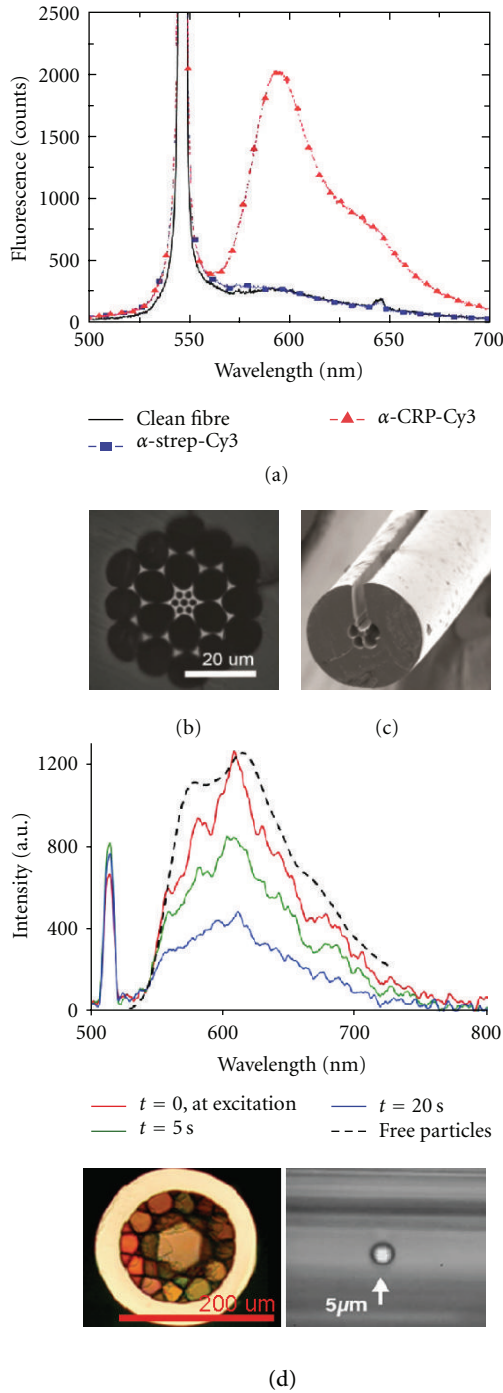 2500
2000
1500
1000
500
0
Fluorescence (counts)
500 550 600 650 700
Wavelength (nm)
Clean fibre
α-strep-Cy3
α-CRP-Cy3
(a)
20 um
(b)
(c)
1200
800
400
0
Intensity (a.u.)
500 600 700 800
Wavelength (nm)
t = 0, at excitation
t = 5 s
t = 20 s
Free particles
200 um
5µm
(d)